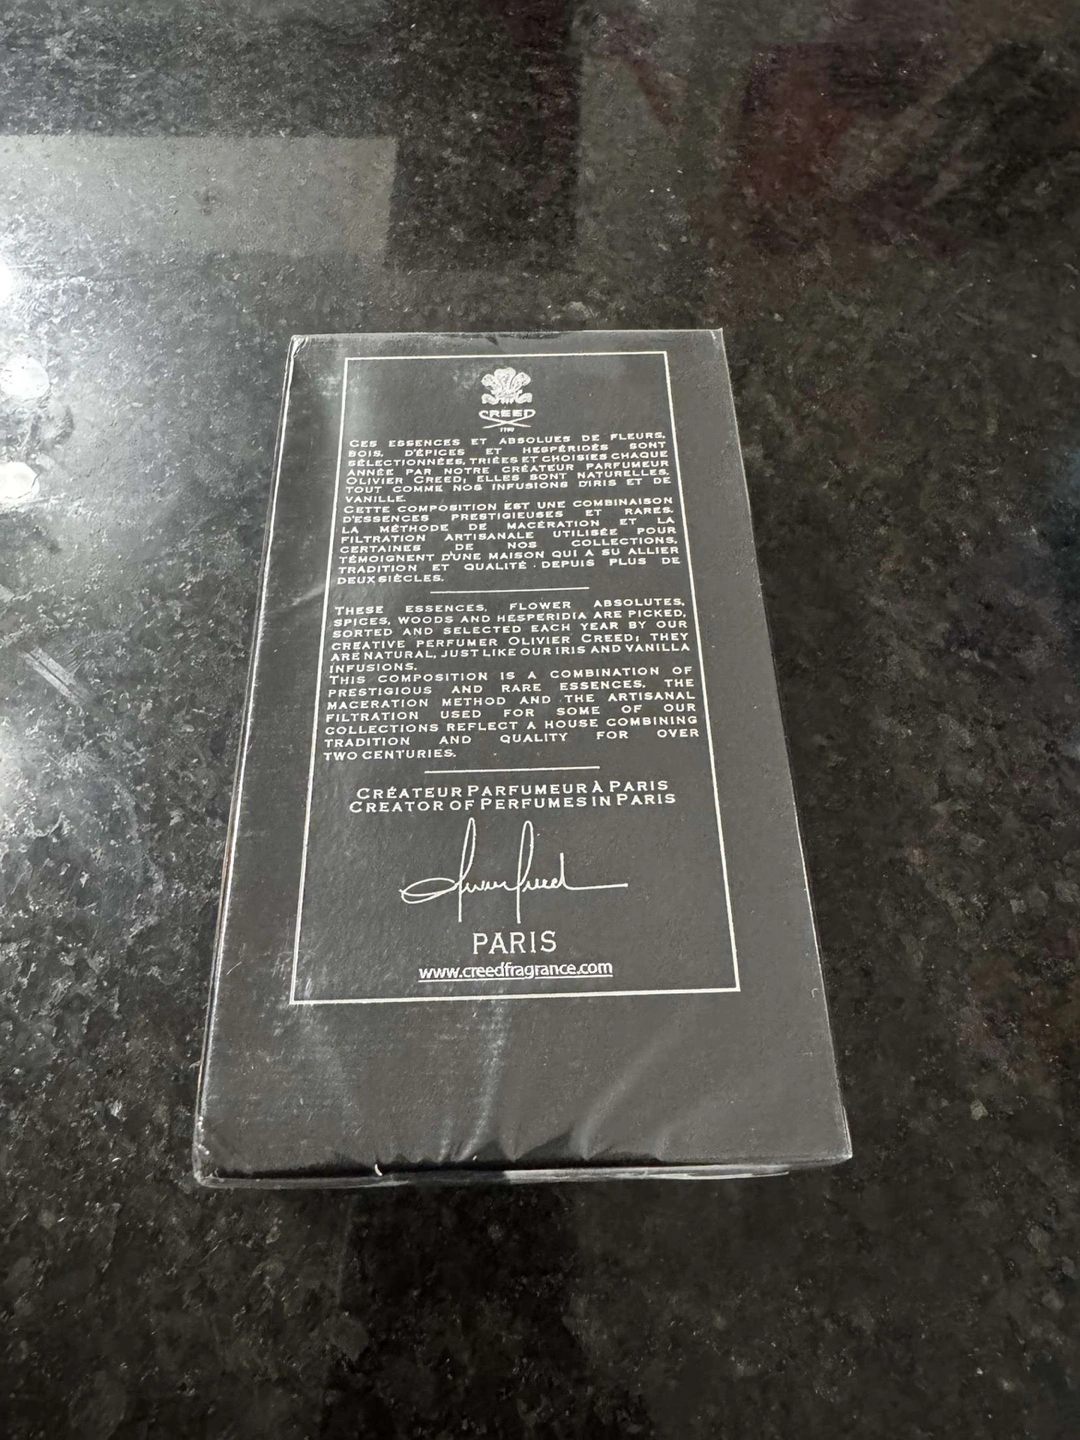 CREED
1760
CES ESSENCES ET ABSOLUES DE FLEURS,
BOIS, D'ÉPICES ET HESPÉRIDÉS SONT
SÉLECTIONNÉES, TRIÉES ET CHOISIES CHAQUE
ANNÉE PAR NOTRE CRÉATEUR PARFUMEUR
OLIVIER CREED; ELLES SONT NATURELLES,
TOUT COMME NOS INFUSIONS D'IRIS ET DE
VANILLE.
CETTE COMPOSITION EST UNE COMBINAISON
D'ESSENCES PRESTIGIEUSES ET RARES.
LA MÉTHODE DE MACÉRATION ET LA
FILTRATION ARTISANALE UTILISÉE POUR
CERTAINES DE NOS COLLECTIONS,
TÉMOIGNENT D'UNE MAISON QUI A SU ALLIER
TRADITION ET QUALITÉ DEPUIS PLUS DE
DEUX SIÈCLES.
THESE ESSENCES, FLOWER ABSOLUTES,
SPICES, WOODS AND HESPERIDIA ARE PICKED,
SORTED AND SELECTED EACH YEAR BY OUR
CREATIVE PERFUMER OLIVIER CREED; THEY
ARE NATURAL, JUST LIKE OUR IRIS AND VANILLA
INFUSIONS.
THIS COMPOSITION IS A COMBINATION OF
PRESTIGIOUS AND RARE ESSENCES. THE
MACERATION METHOD AND THE ARTISANAL
FILTRATION USED FOR SOME OF OUR
COLLECTIONS REFLECT A HOUSE COMBINING
TRADITION AND QUALITY FOR OVER
TWO CENTURIES.
CRÉATEUR PARFUMEUR À PARIS
CREATOR OF PERFUMES IN PARIS
Olivier Creed
PARIS
www.creedfragrance.com